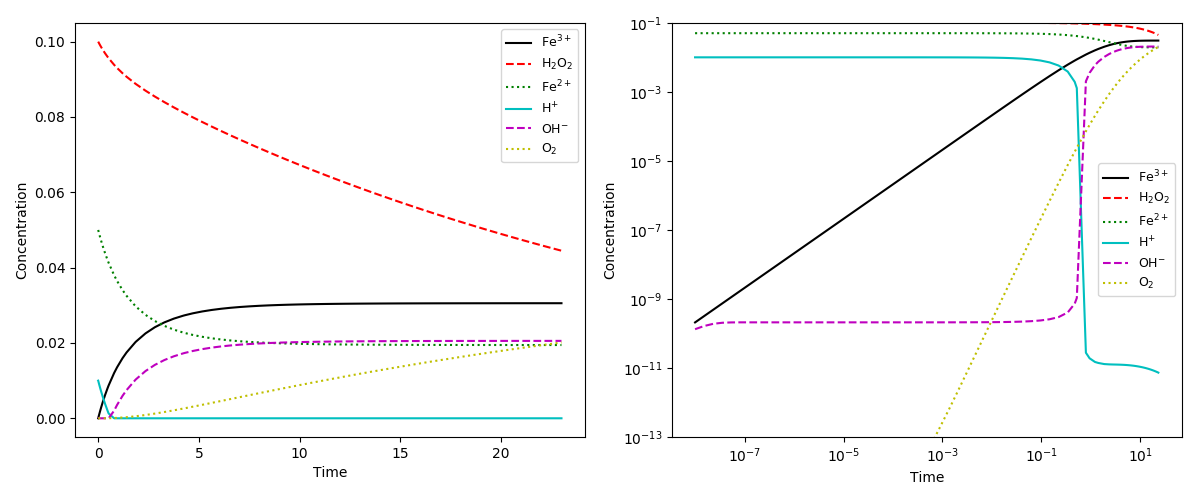 0.10
0.08
0.06
0.04
0.02
0.00
Concentration
0
5
10
15
20
Time
Fe³⁺
H₂O₂
Fe²⁺
H⁺
OH⁻
O₂
10⁻¹
10⁻³
10⁻⁵
10⁻⁷
10⁻⁹
10⁻¹¹
10⁻¹³
Concentration
10⁻⁷
10⁻⁵
10⁻³
10⁻¹
10¹
Time
Fe³⁺
H₂O₂
Fe²⁺
H⁺
OH⁻
O₂